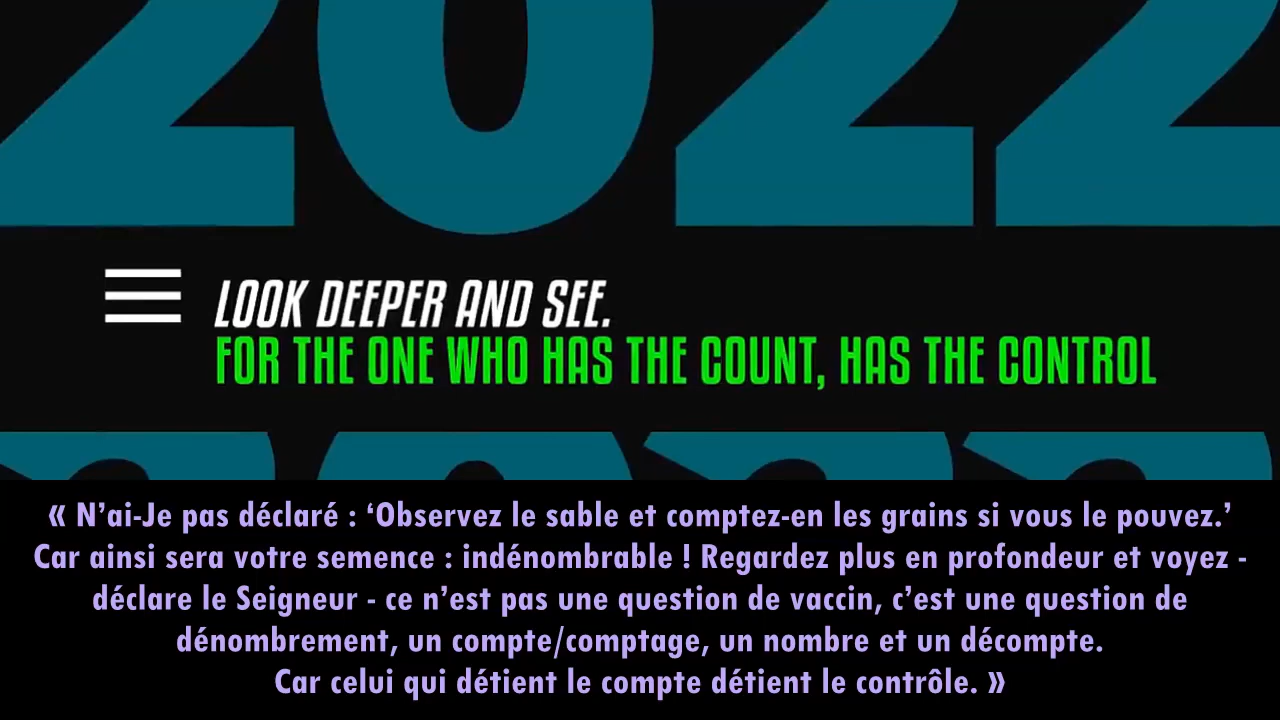 2022
LOOK DEEPER AND SEE.
FOR THE ONE WHO HAS THE COUNT, HAS THE CONTROL
2022
« N’ai-Je pas déclaré : ‘Observez le sable et comptez-en les grains si vous le pouvez.’
Car ainsi sera votre semence : indénombrable ! Regardez plus en profondeur et voyez -
déclare le Seigneur - ce n’est pas une question de vaccin, c’est une question de
dénombrement, un compte/comptage, un nombre et un décompte.
Car celui qui détient le compte détient le contrôle. »